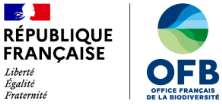 RÉPUBLIQUE
FRANÇAISE
Liberté
Égalité
Fraternité
OFB
OFFICE FRANÇAIS
DE LA BIODIVERSITÉ